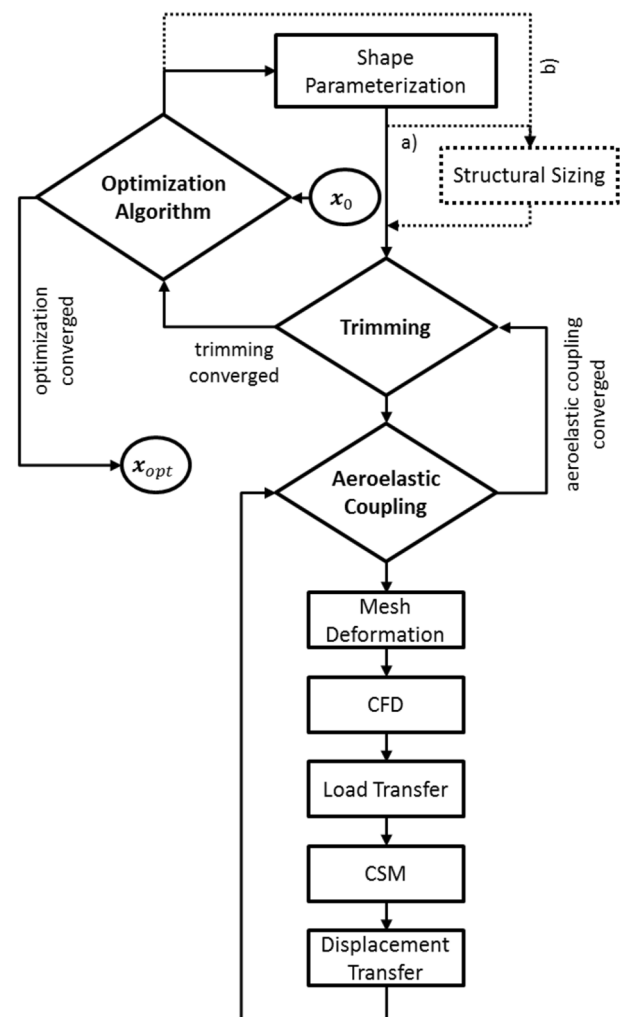 Shape
Parameterization
b)
a)
Structural Sizing
Optimization
Algorithm
x₀
Trimming
trimming
converged
optimization
converged
aeroelastic coupling
converged
xₒₚₜ
Aeroelastic
Coupling
Mesh
Deformation
CFD
Load Transfer
CSM
Displacement
Transfer